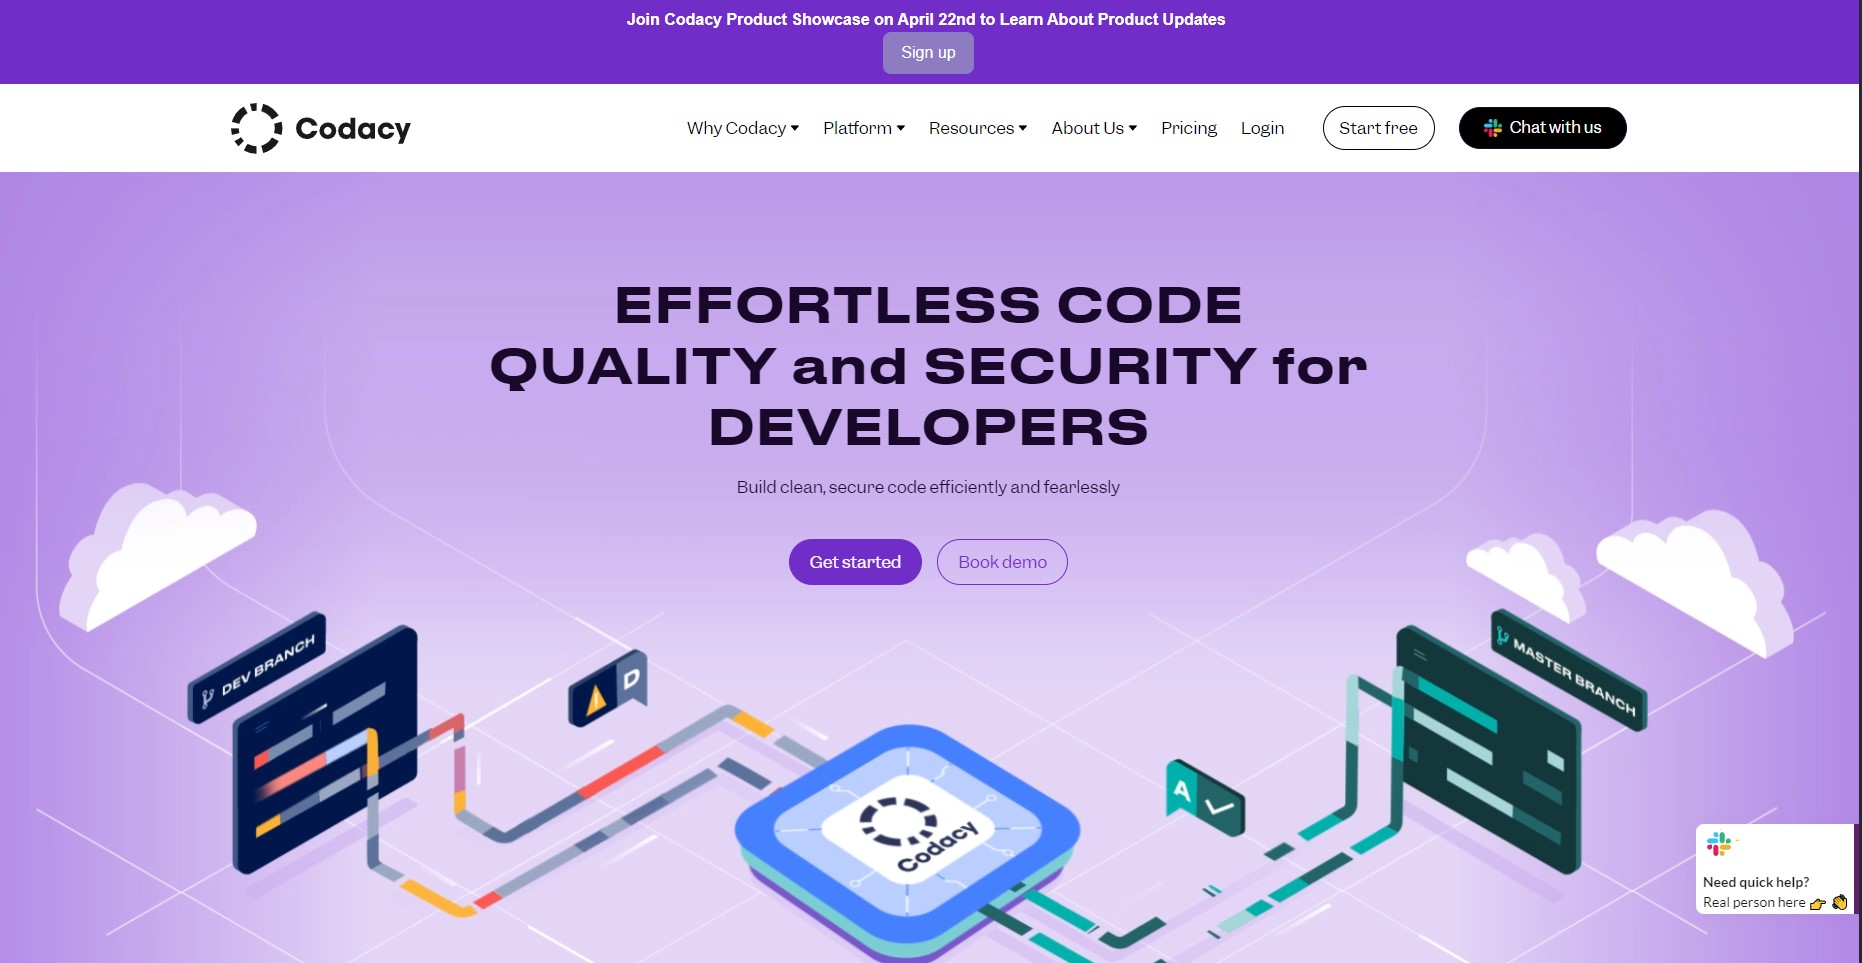 Join Codacy Product Showcase on April 22nd to Learn About Product Updates
Sign up
Codacy
Why Codacy
Platform
Resources
About Us
Pricing
Login
Start free
Chat with us
EFFORTLESS CODE
QUALITY and SECURITY for
DEVELOPERS
Build clean, secure code efficiently and fearlessly
Get started
Book demo
DEV BRANCH
D
MASTER BRANCH
A
Codacy
Need quick help?
Real person here 👉 👏